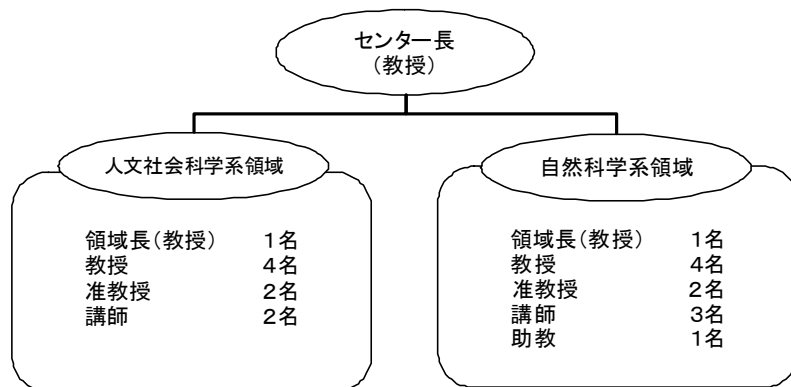 センター長
(教授)
人文社会科学系領域
領域長(教授) 1名
教授 4名
准教授 2名
講師 2名
自然科学系領域
領域長(教授) 1名
教授 4名
准教授 2名
講師 3名
助教 1名